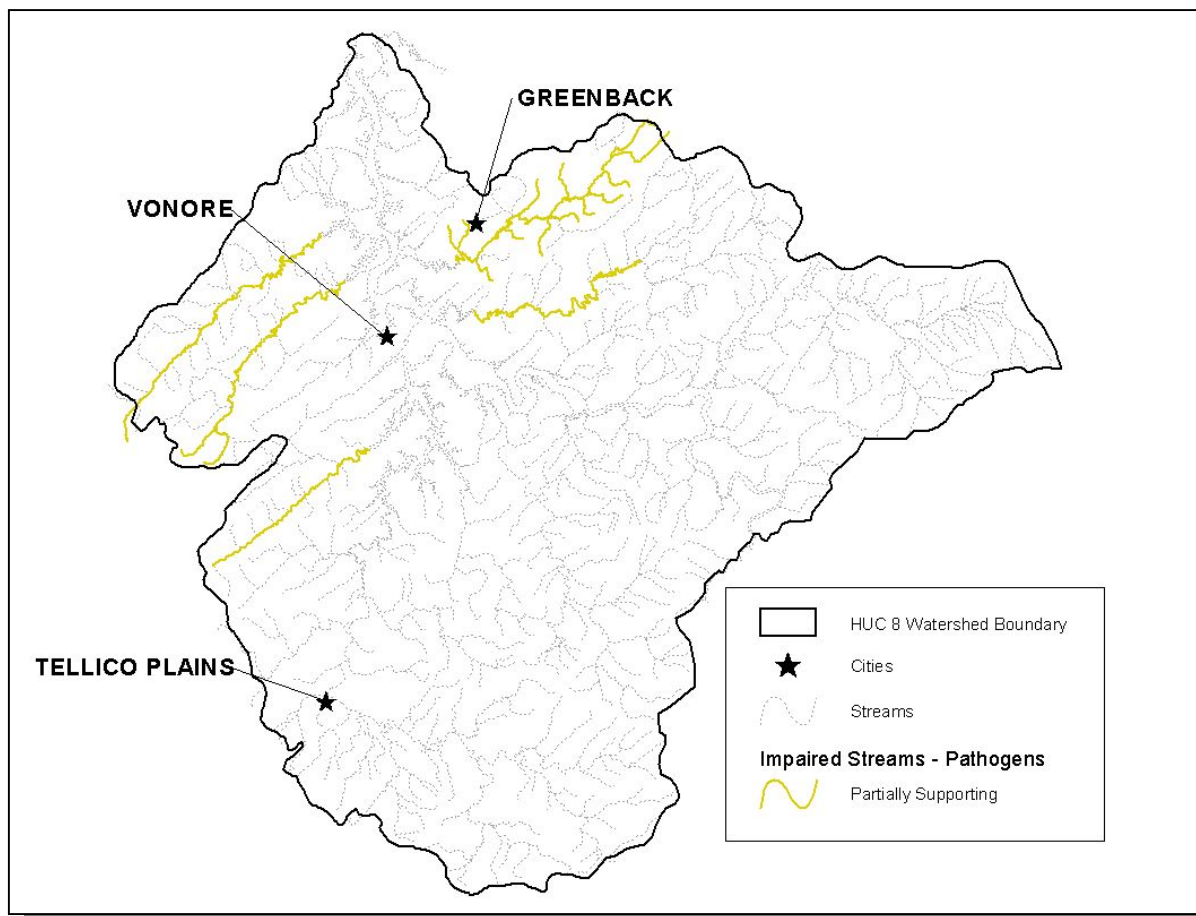 GREENBACK
VONORE
TELLICO PLAINS
HUC 8 Watershed Boundary
Cities
Streams
Impaired Streams - Pathogens
Partially Supporting